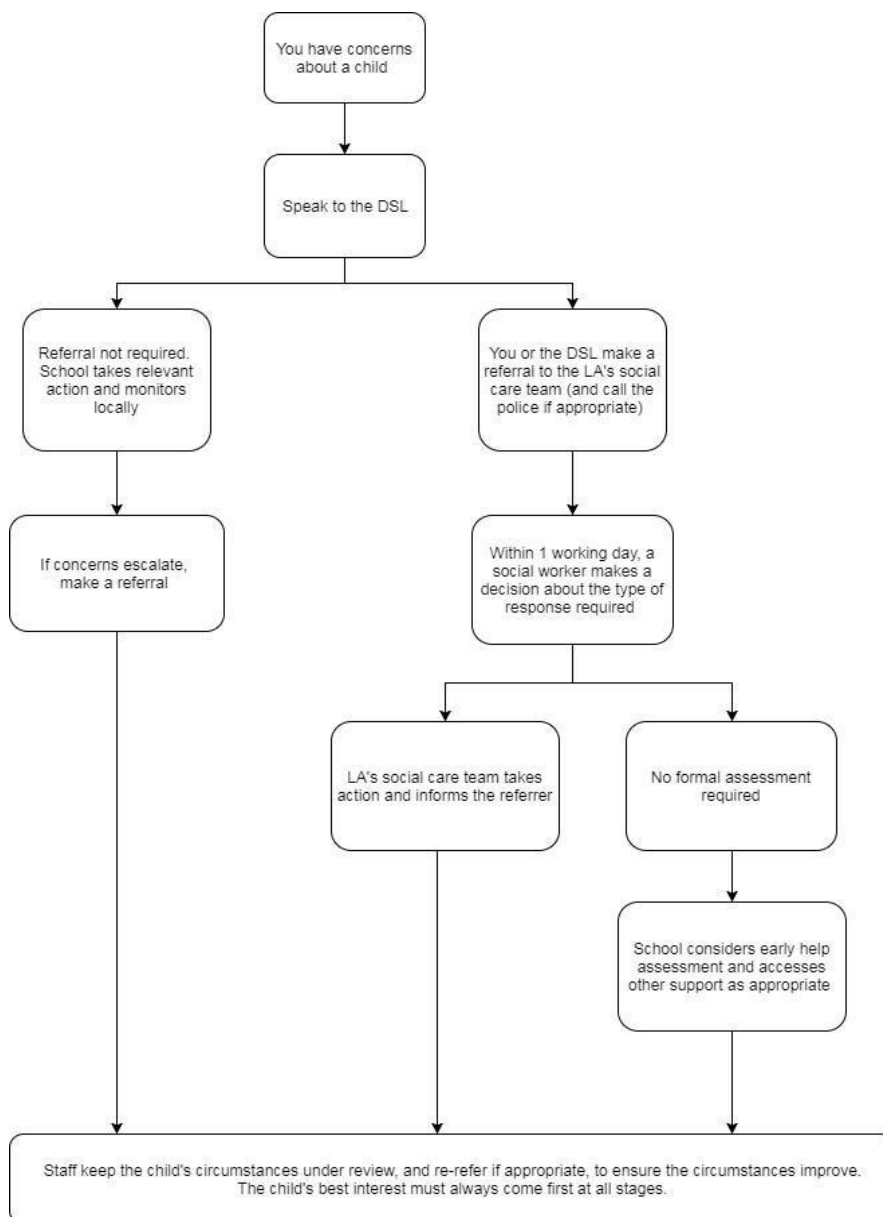 You have concerns
about a child
Speak to the DSL
Referral not required.
School takes relevant
action and monitors
locally
You or the DSL make a
referral to the LA's social
care team (and call the
police if appropriate)
If concerns escalate,
make a referral
Within 1 working day, a
social worker makes a
decision about the type of
response required
LA's social care team takes
action and informs the referrer
No formal assessment
required
School considers early help
assessment and accesses
other support as appropriate
Staff keep the child's circumstances under review, and re-refer if appropriate, to ensure the circumstances improve.
The child's best interest must always come first at all stages.